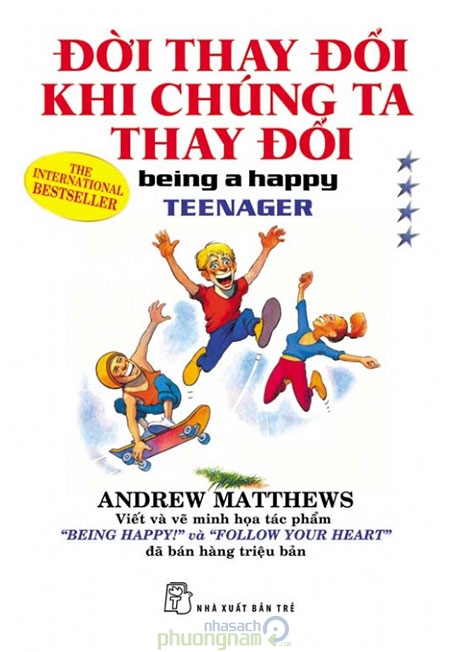 ĐỜI THAY ĐỔI
KHI CHÚNG TA
THAY ĐỔI
THE
INTERNATIONAL
BESTSELLER
being a happy
TEENAGER
ANDREW MATTHEWS
Viết và vẽ minh họa tác phẩm
“BEING HAPPY!” và “FOLLOW YOUR HEART”
đã bán hàng triệu bản
NHÀ XUẤT BẢN TRẺ
nhasach
phuongnam
.com